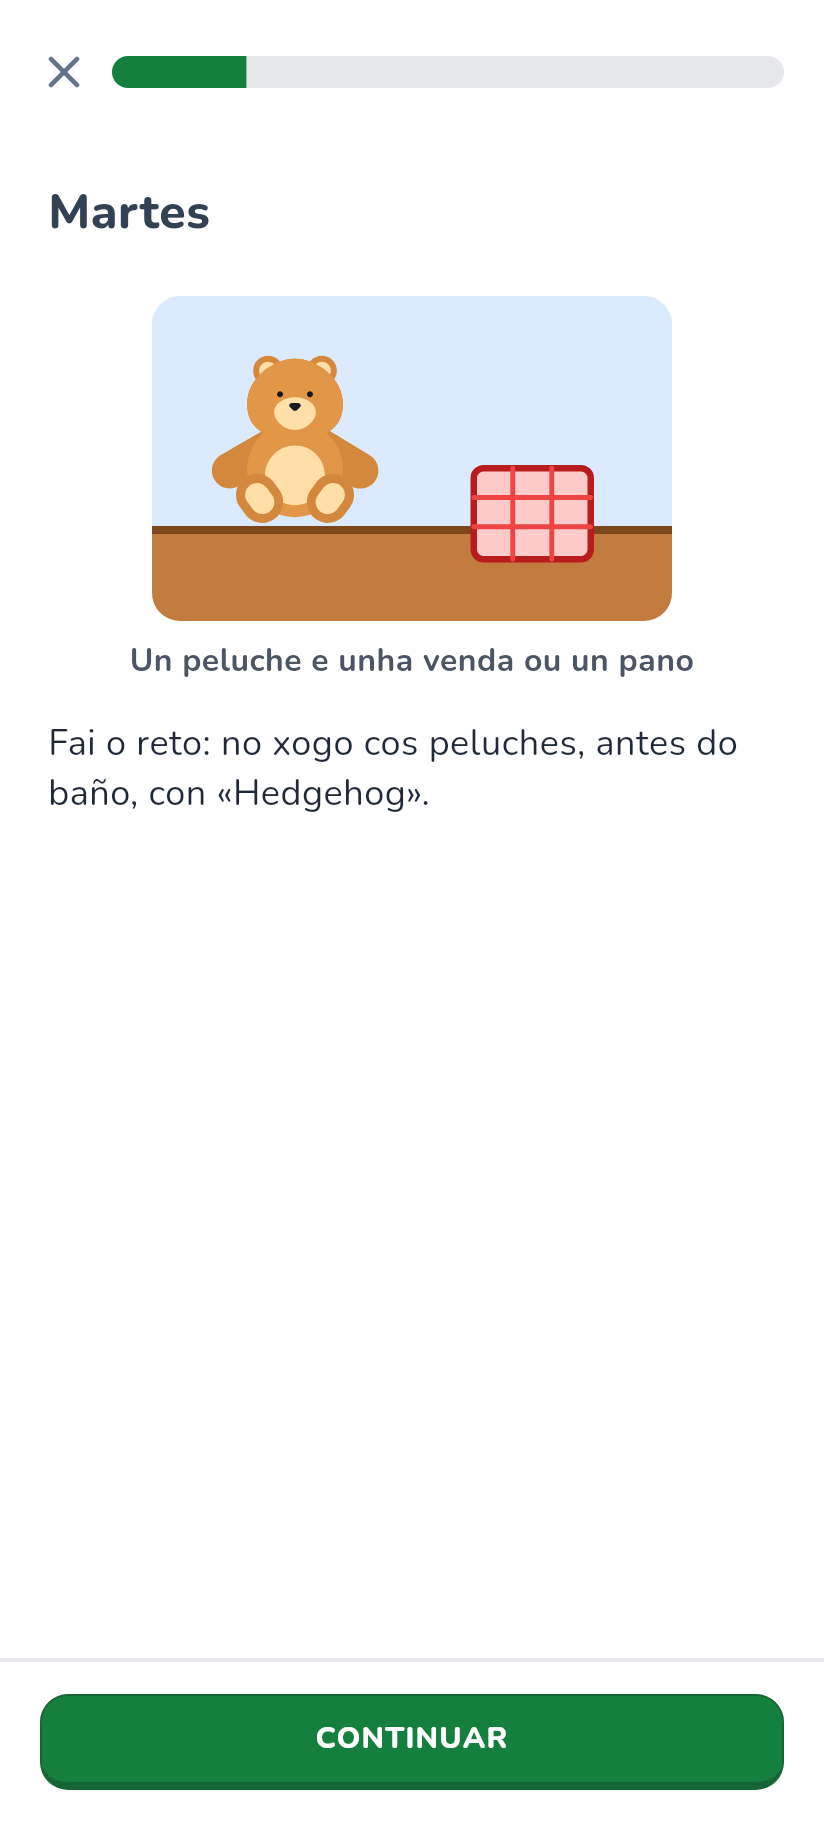 Martes
Un peluche e unha venda ou un pano
Fai o reto: no xogo cos peluches, antes do
baño, con «Hedgehog».
CONTINUAR